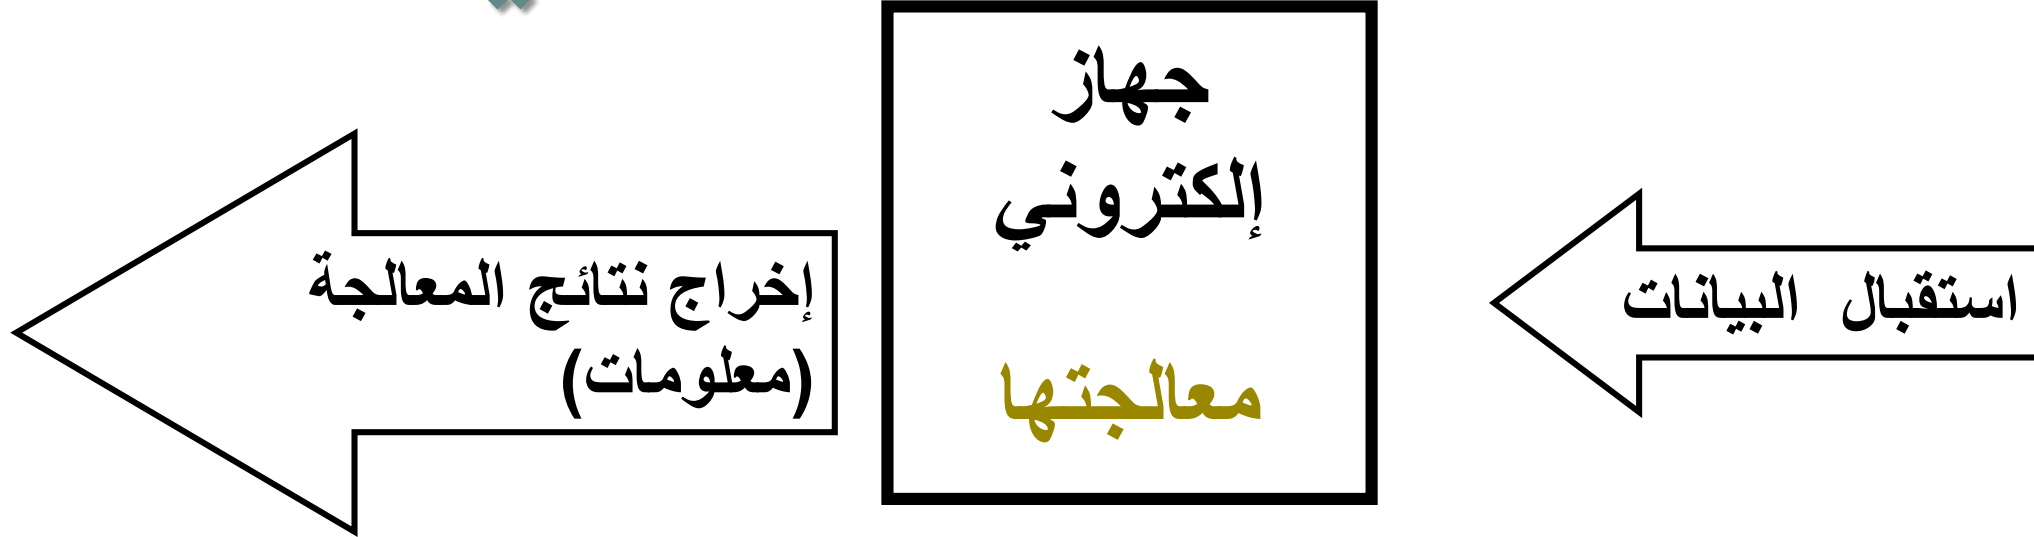 استقبال البيانات
جهاز
إلكتروني
معالجتها
إخراج نتائج المعالجة
(معلومات)